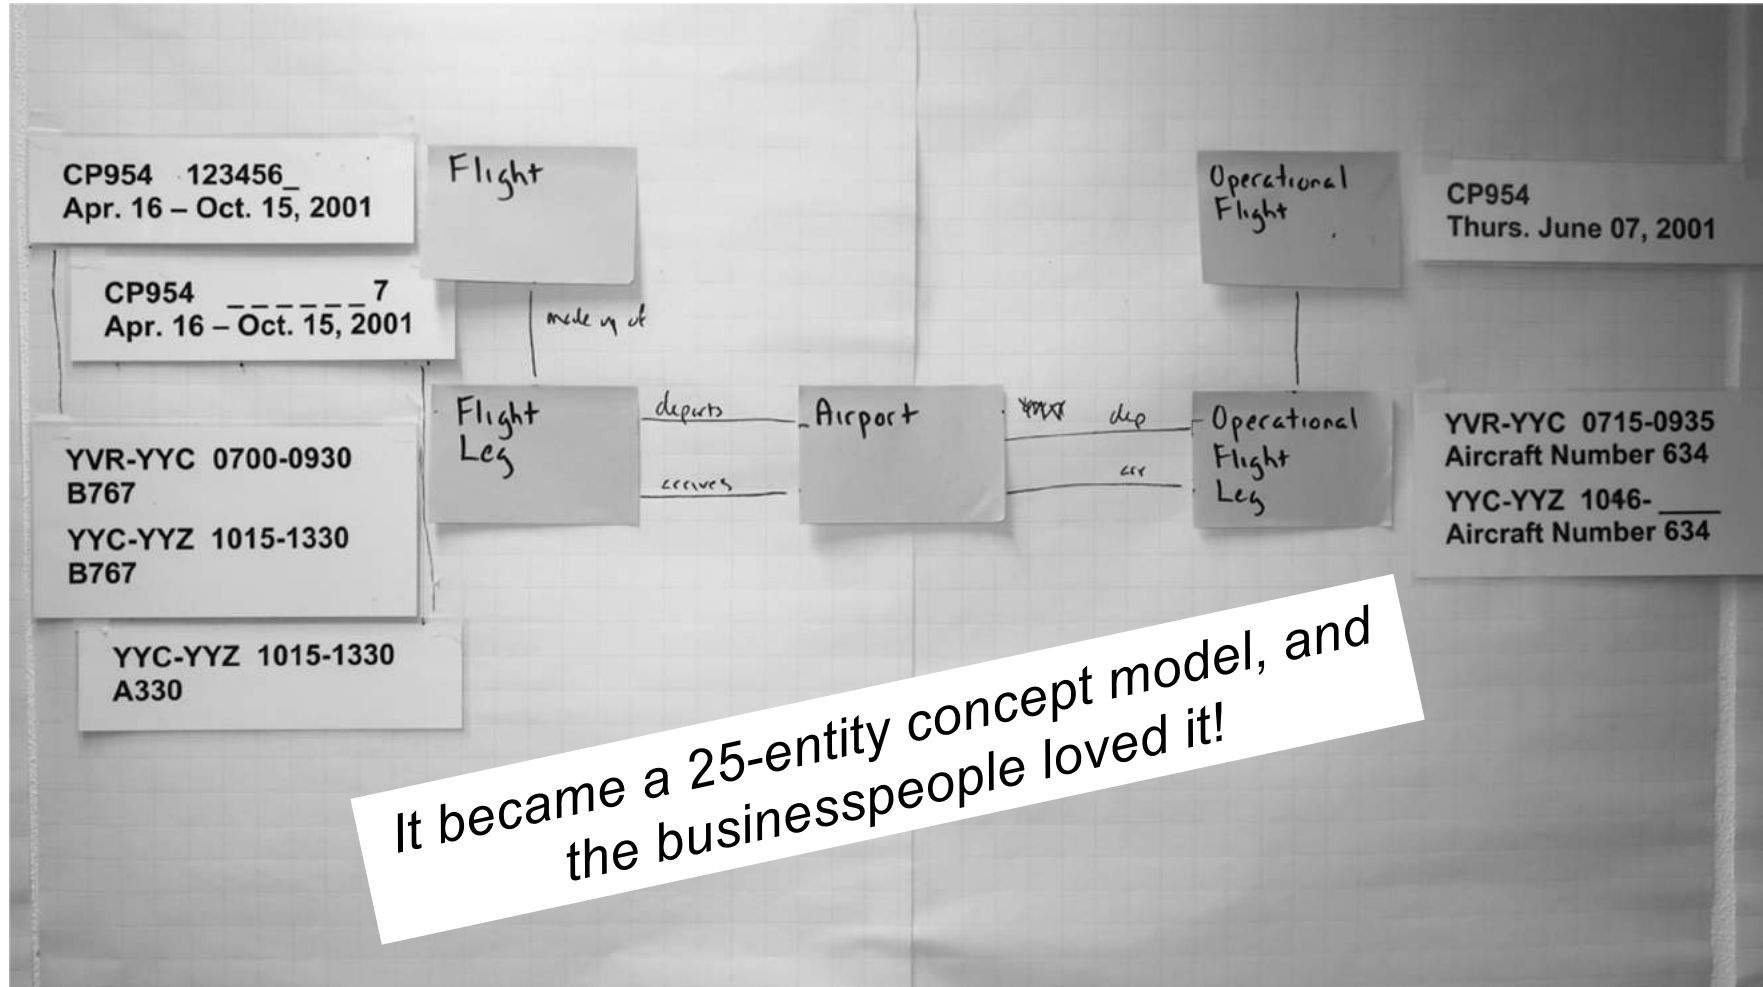 CP954 123456_
Apr. 16 – Oct. 15, 2001
CP954 _ _ _ _ _ _ 7
Apr. 16 – Oct. 15, 2001
Flight
made up of
Operational
Flight
CP954
Thurs. June 07, 2001
YVR-YYC 0700-0930
B767
YYC-YYZ 1015-1330
B767
YYC-YYZ 1015-1330
A330
Flight
Leg
departs
arrives
Airport
dep
arr
Operational
Flight
Leg
YVR-YYC 0715-0935
Aircraft Number 634
YYC-YYZ 1046-____
Aircraft Number 634
It became a 25-entity concept model, and
the businesspeople loved it!